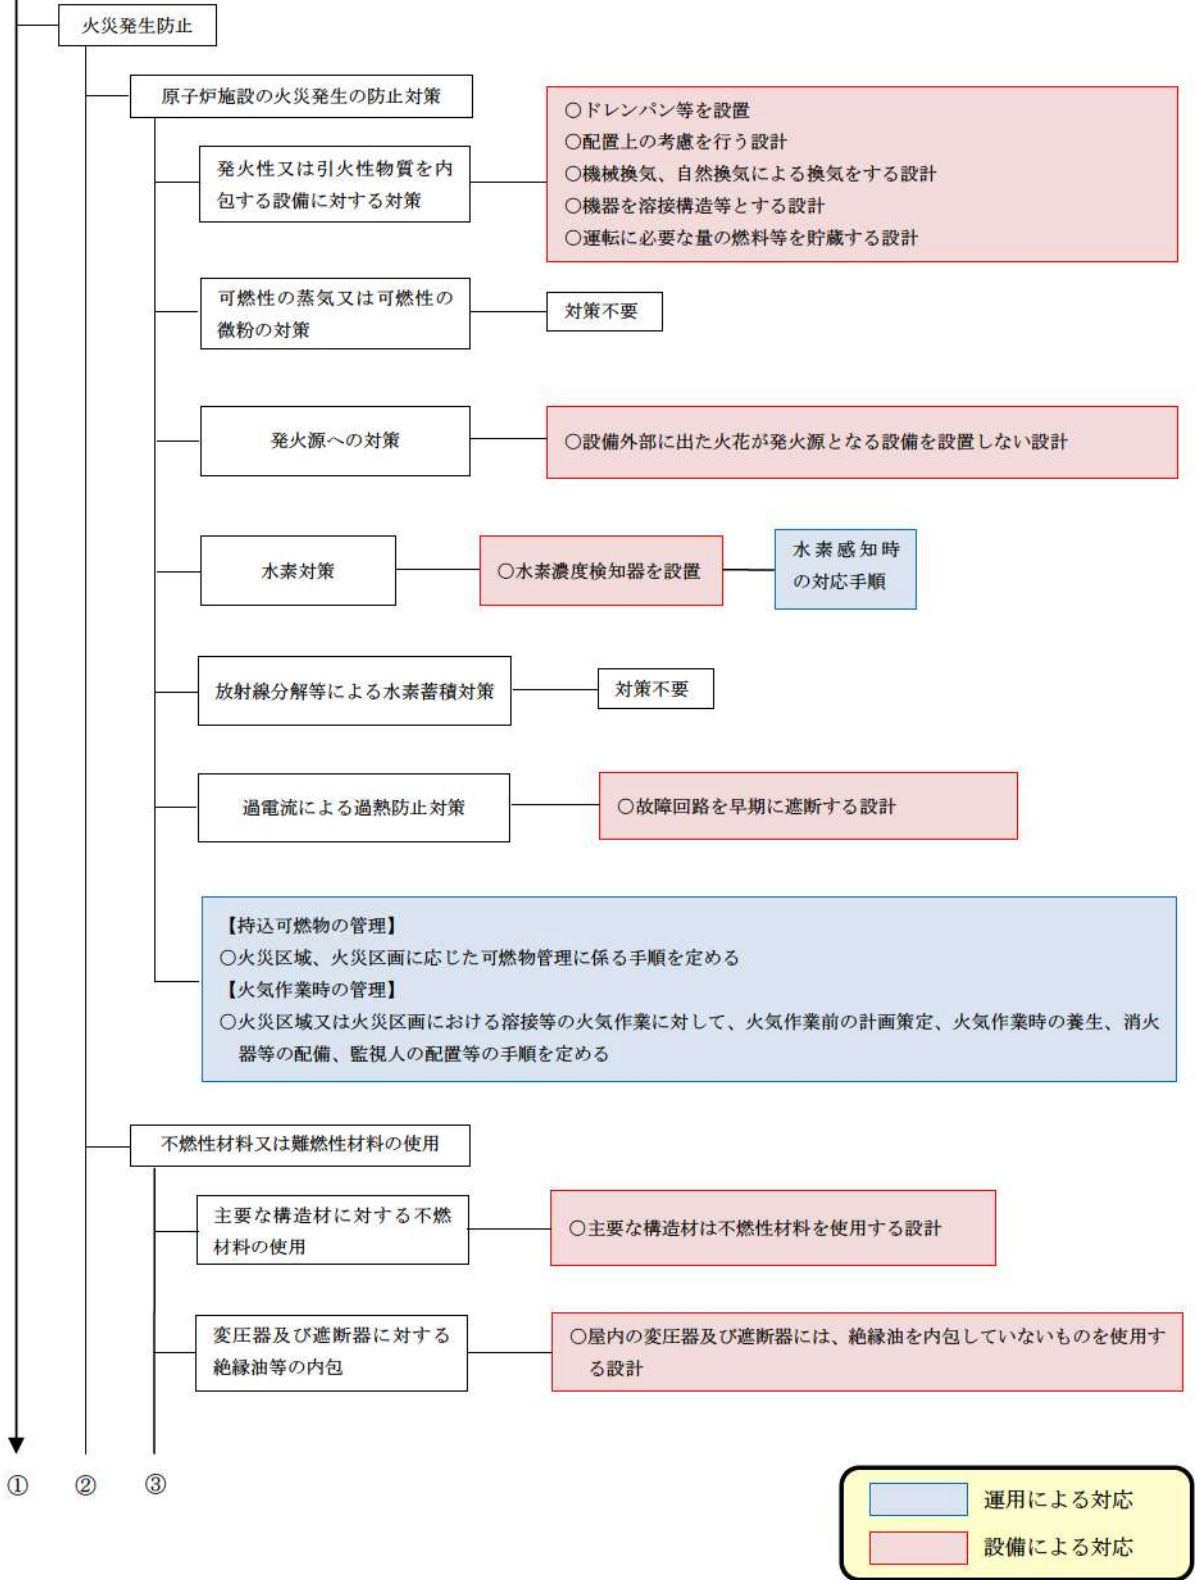 火災発生防止
原子炉施設の火災発生の防止対策
発火性又は引火性物質を内
包する設備に対する対策
○ドレンパン等を設置
○配置上の考慮を行う設計
○機械換気、自然換気による換気をする設計
○機器を溶接構造等とする設計
○運転に必要な量の燃料等を貯蔵する設計
可燃性の蒸気又は可燃性の
微粉の対策
対策不要
発火源への対策
○設備外部に出た火花が発火源となる設備を設置しない設計
水素対策
○水素濃度検知器を設置
水素感知時
の対応手順
放射線分解等による水素蓄積対策
対策不要
過電流による過熱防止対策
○故障回路を早期に遮断する設計
【持込可燃物の管理】
○火災区域、火災区画に応じた可燃物管理に係る手順を定める
【火気作業時の管理】
○火災区域又は火災区画における溶接等の火気作業に対して、火気作業前の計画策定、火気作業時の養生、消火
器等の配備、監視人の配置等の手順を定める
不燃性材料又は難燃性材料の使用
主要な構造材に対する不燃
材料の使用
○主要な構造材は不燃性材料を使用する設計
変圧器及び遮断器に対する
絶縁油等の内包
○屋内の変圧器及び遮断器には、絶縁油を内包していないものを使用す
る設計
① ② ③
運用による対応
設備による対応